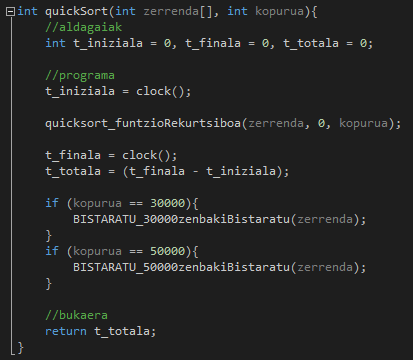 int quickSort(int zerrenda[], int kopurua){
//aldagaiak
int t_iniziala = 0, t_finala = 0, t_totala = 0;
//programa
t_iniziala = clock();
quicksort_funtzioRekurtsiboa(zerrenda, 0, kopurua);
t_finala = clock();
t_totala = (t_finala - t_iniziala);
if (kopurua == 30000){
BISTARATU_30000zenbakiBistaratu(zerrenda);
}
if (kopurua == 50000){
BISTARATU_50000zenbakiBistaratu(zerrenda);
}
//bukaera
return t_totala;
}